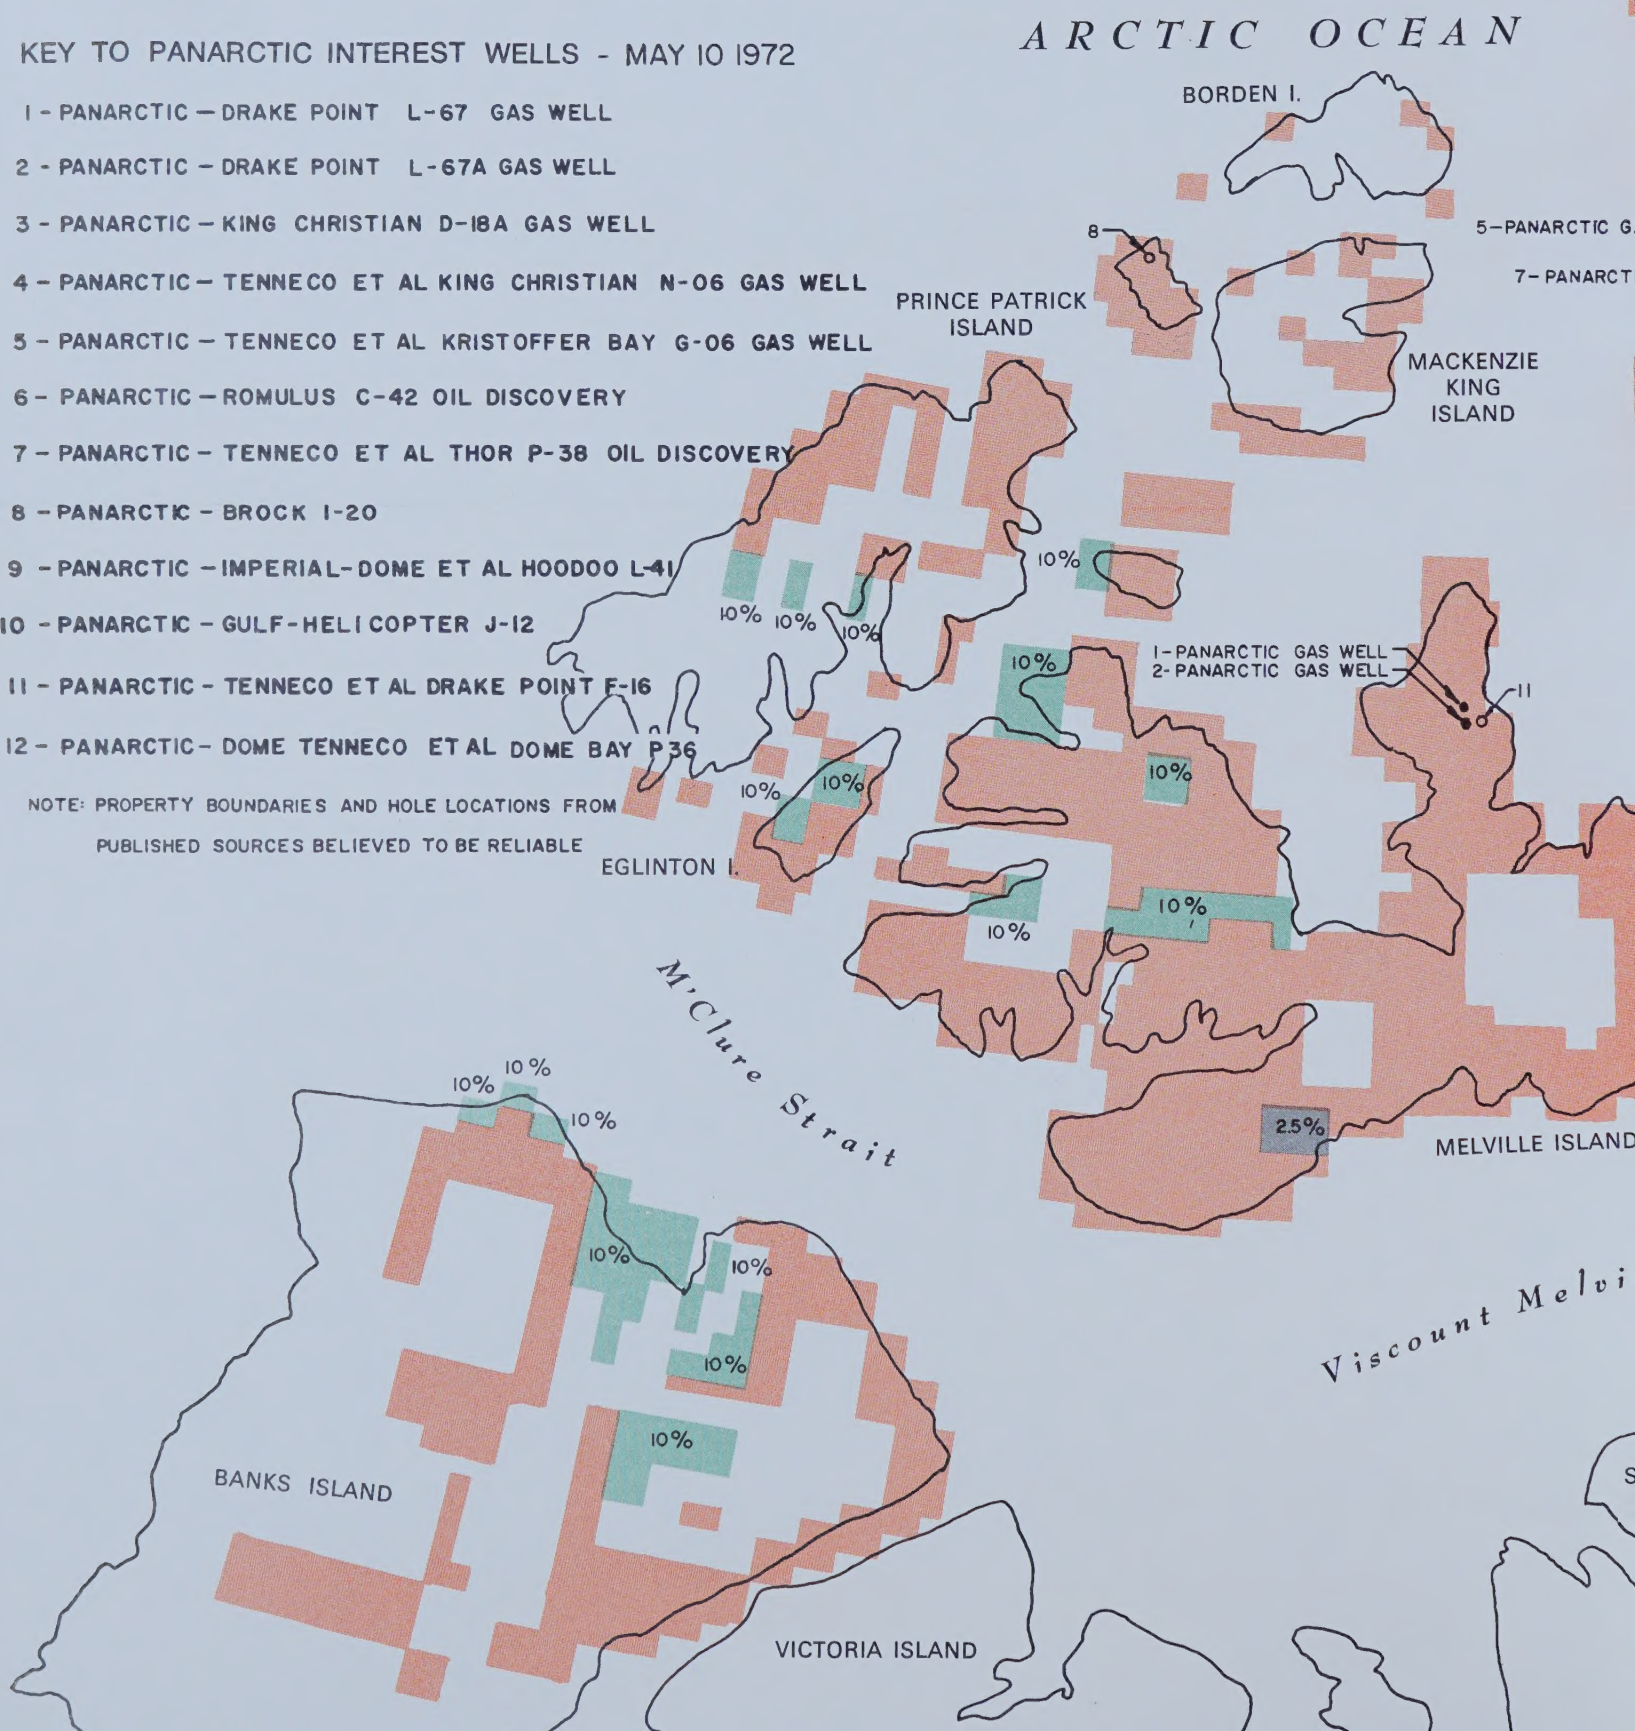 ARCTIC OCEAN
KEY TO PANARCTIC INTEREST WELLS - MAY 10 1972
1 - PANARCTIC - DRAKE POINT L-67 GAS WELL
2 - PANARCTIC - DRAKE POINT L-67A GAS WELL
3 - PANARCTIC - KING CHRISTIAN D-18A GAS WELL
4 - PANARCTIC - TENNECO ET AL KING CHRISTIAN N-06 GAS WELL
5 - PANARCTIC - TENNECO ET AL KRISTOFFER BAY G-06 GAS WELL
6 - PANARCTIC - ROMULUS C-42 OIL DISCOVERY
7 - PANARCTIC - TENNECO ET AL THOR P-38 OIL DISCOVERY
8 - PANARCTIC - BROCK I-20
9 - PANARCTIC - IMPERIAL-DOME ET AL HOODOO L-41
10 - PANARCTIC - GULF-HELICOPTER J-12
11 - PANARCTIC - TENNECO ET AL DRAKE POINT F-16
12 - PANARCTIC - DOME TENNECO ET AL DOME BAY P 36
NOTE: PROPERTY BOUNDARIES AND HOLE LOCATIONS FROM
PUBLISHED SOURCES BELIEVED TO BE RELIABLE
BORDEN I.
5-PANARCTIC G
8
7-PANARCT
PRINCE PATRICK
ISLAND
MACKENZIE
KING
ISLAND
10%
10%
10%
10%
10%
1-PANARCTIC GAS WELL
2-PANARCTIC GAS WELL
11
10%
10%
10%
EGLINTON I.
10%
10%
M'Clure Strait
10%
10%
10%
2.5%
MELVILLE ISLAND
10%
10%
10%
Viscount Melvi
10%
BANKS ISLAND
S
VICTORIA ISLAND